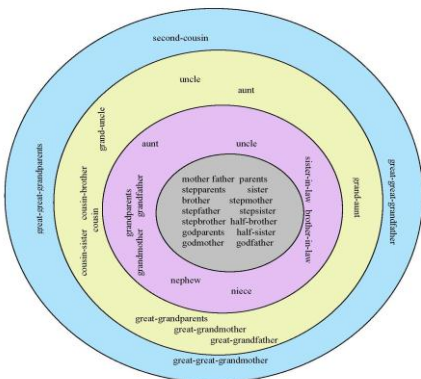 second-cousin
uncle
aunt
grand-uncle
aunt
uncle
great-great-grandparents
cousin-sister cousin-brother
cousin
grandparents
grandmother grandfather
mother father parents
stepparents sister
brother stepmother
stepfather stepsister
stepbrother half-brother
godparents half-sister
godmother godfather
sister-in-law brother-in-law
grand-aunt
great-great-grandfather
nephew
niece
great-grandparents
great-grandmother
great-grandfather
great-great-grandmother